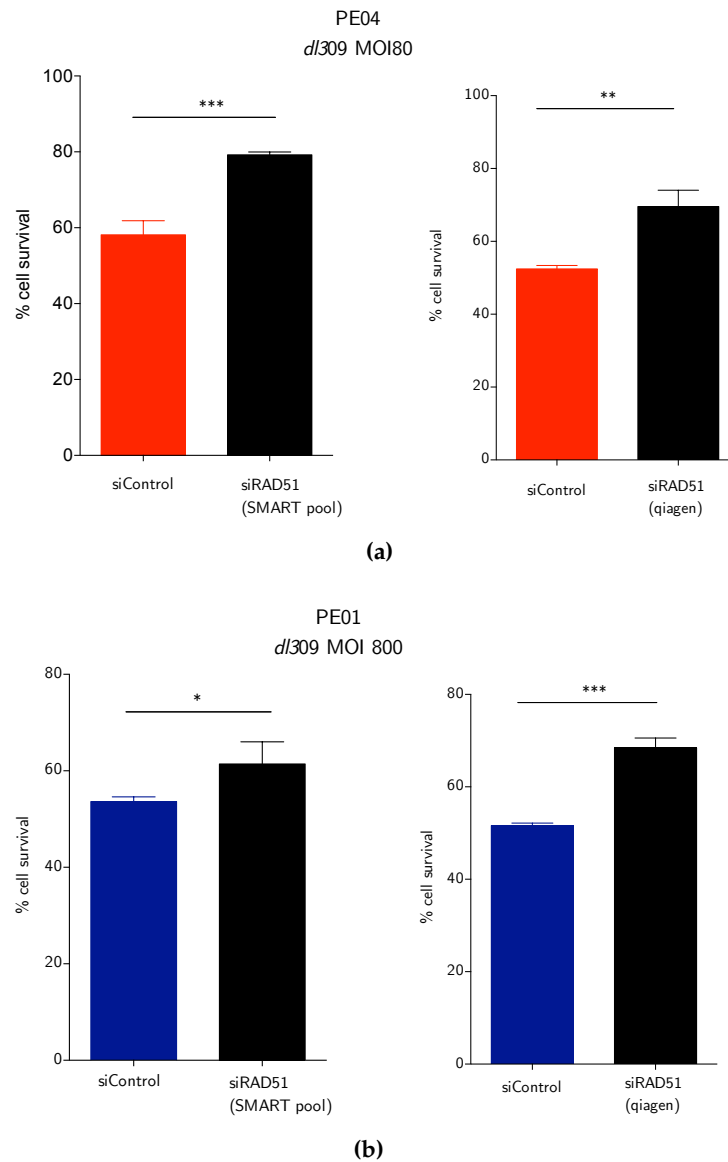 PE04
dl309 MOI80
% cell survival
100
80
60
40
20
0
***
siControl
siRAD51
(SMART pool)
% cell survival
100
80
60
40
20
0
**
siControl
siRAD51
(qiagen)
(a)
PE01
dl309 MOI 800
% cell survival
80
60
40
20
0
*
siControl
siRAD51
(SMART pool)
% cell survival
80
60
40
20
0
***
siControl
siRAD51
(qiagen)
(b)